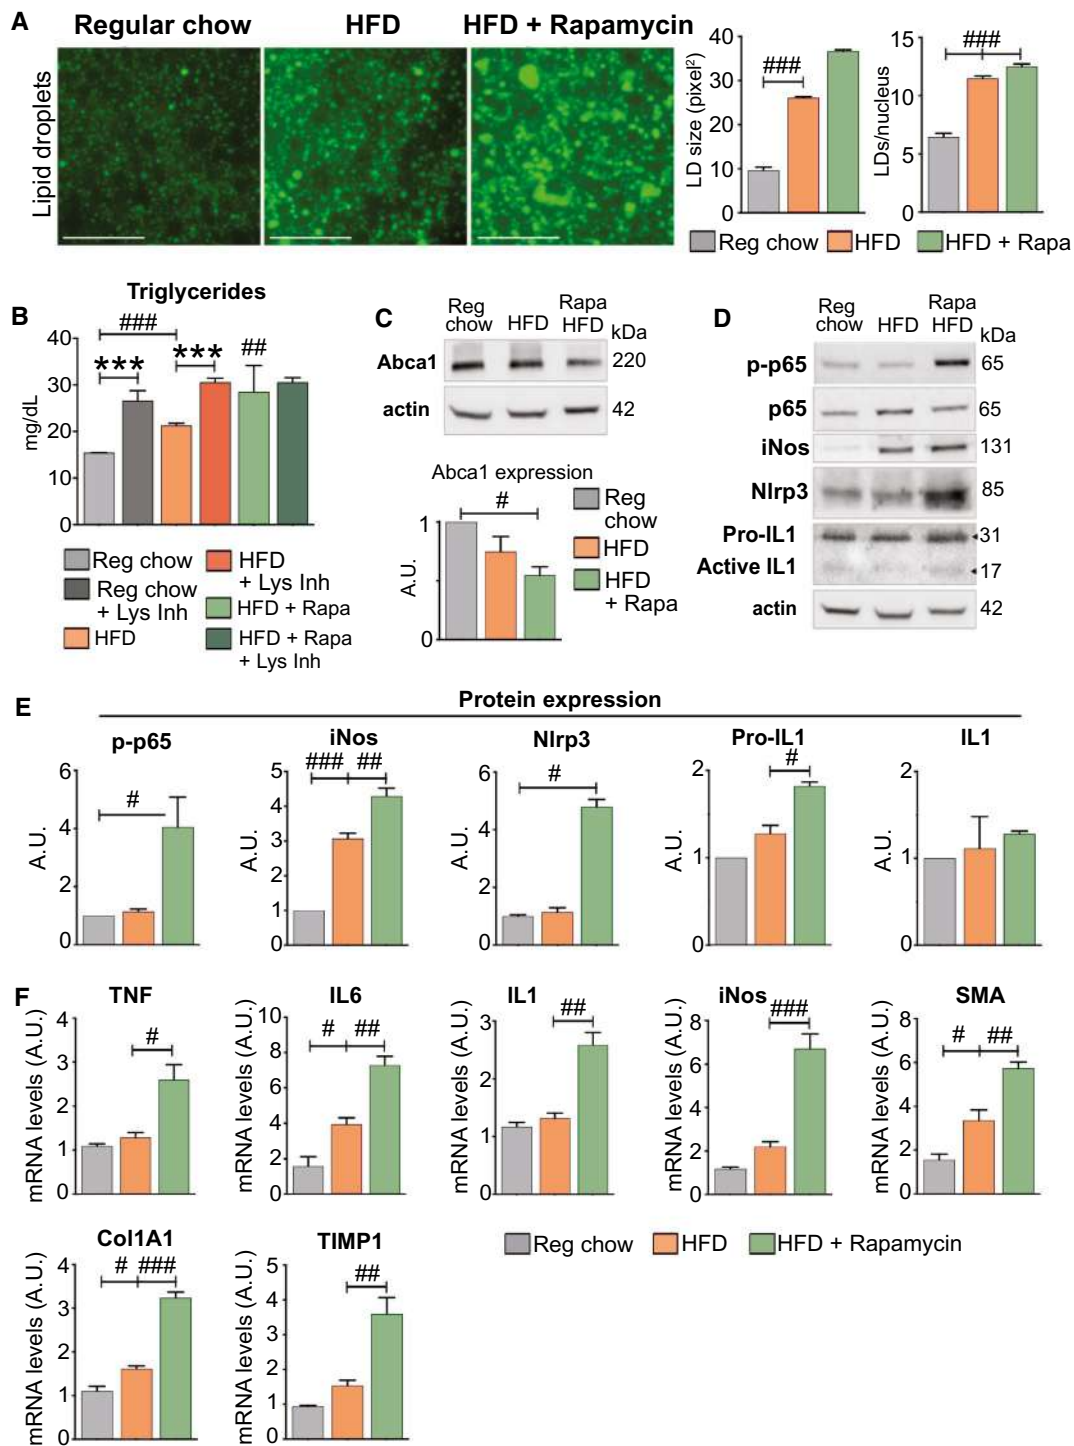 A
Regular chow HFD HFD + Rapamycin
Lipid droplets
LD size (pixel²)
40
30
20
10
0
###
LDs/nucleus
15
10
5
0
###
Reg chow HFD HFD + Rapa
B
Triglycerides
mg/dL
40
30
20
10
0
###
*** *** ##
Reg chow
Reg chow
+ Lys Inh
HFD
HFD
+ Lys Inh
HFD + Rapa
HFD + Rapa
+ Lys Inh
C
Reg
chow
HFD
Rapa
HFD
kDa
Abca1 220
actin 42
Abca1 expression
A.U.
1
0
#
Reg
chow
HFD
HFD
+ Rapa
D
Reg
chow
HFD
Rapa
HFD
kDa
p-p65 65
p65 65
iNos 131
Nlrp3 85
Pro-IL1 31
Active IL1 17
actin 42
E
Protein expression
p-p65
A.U.
6
4
2
0
#
iNos
A.U.
5
4
3
2
1
0
### ##
Nlrp3
A.U.
6
4
2
0
#
Pro-IL1
A.U.
2
1
0
#
IL1
A.U.
2
1
0
F
TNF
mRNA levels (A.U.)
4
3
2
1
0
#
IL6
mRNA levels (A.U.)
10
8
6
4
2
0
# ##
IL1
mRNA levels (A.U.)
3
2
1
0
##
iNos
mRNA levels (A.U.)
8
6
4
2
0
###
SMA
mRNA levels (A.U.)
8
6
4
2
0
# ##
Col1A1
mRNA levels (A.U.)
4
3
2
1
0
# ###
TIMP1
mRNA levels (A.U.)
5
4
3
2
1
0
##
Reg chow HFD HFD + Rapamycin